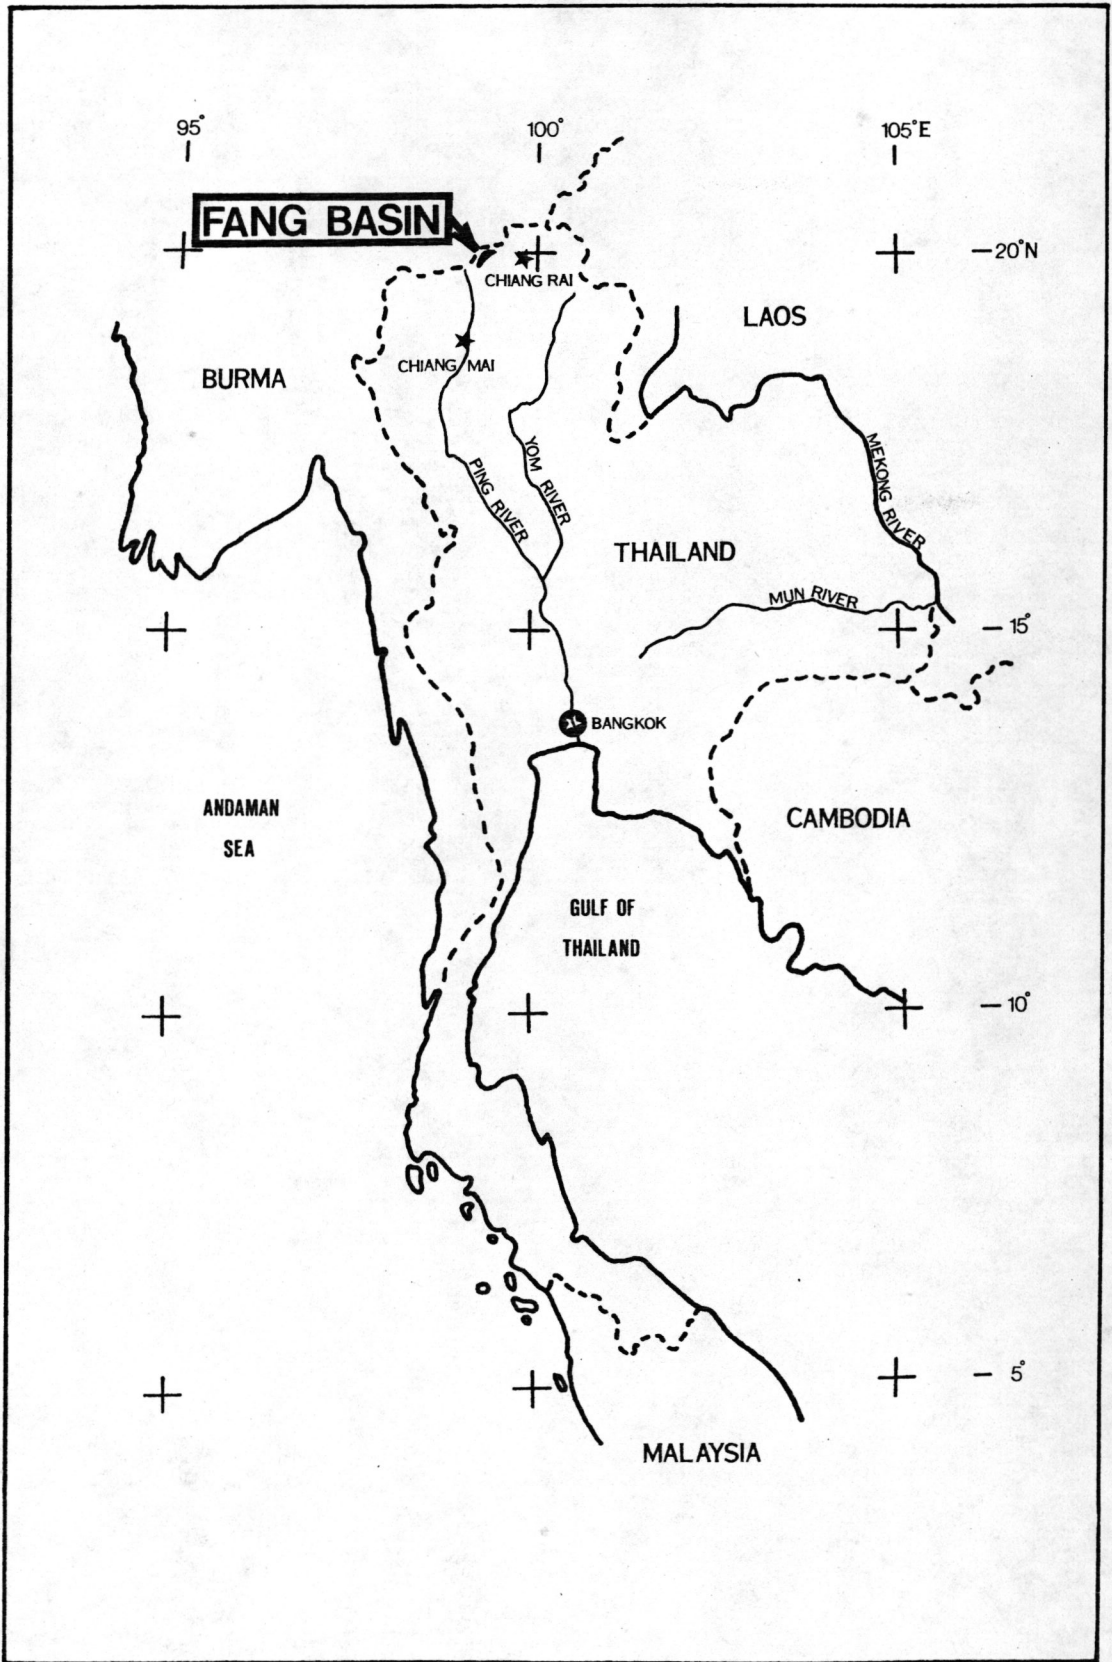 95°
100°
105°E
FANG BASIN
20°N
CHIANG RAI
LAOS
CHIANG MAI
BURMA
MEKONG RIVER
YOM RIVER
PING RIVER
THAILAND
MUN RIVER
15°
BANGKOK
ANDAMAN
SEA
CAMBODIA
GULF OF
THAILAND
10°
5°
MALAYSIA